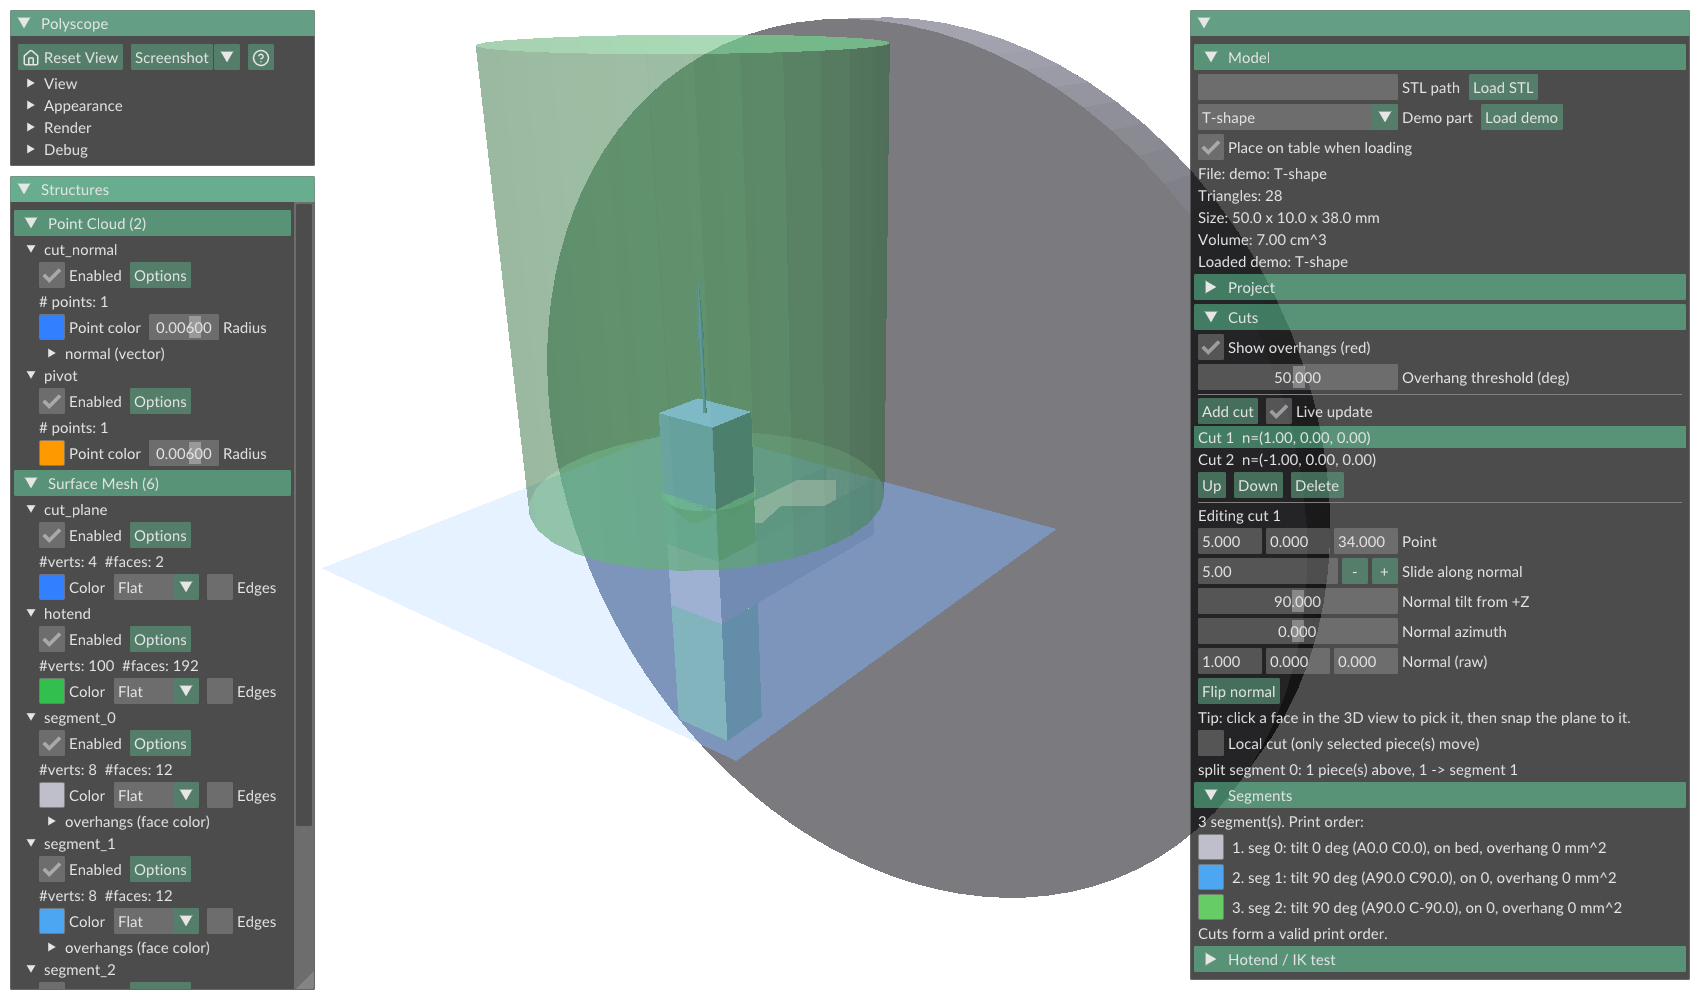 Polyscope
Reset View
Screenshot
View
Appearance
Render
Debug
Structures
Point Cloud (2)
cut_normal
Enabled Options
# points: 1
Point color 0.00600 Radius
normal (vector)
pivot
Enabled Options
# points: 1
Point color 0.00600 Radius
Surface Mesh (6)
cut_plane
Enabled Options
#verts: 4 #faces: 2
Color Flat Edges
hotend
Enabled Options
#verts: 100 #faces: 192
Color Flat Edges
segment_0
Enabled Options
#verts: 8 #faces: 12
Color Flat Edges
overhangs (face color)
segment_1
Enabled Options
#verts: 8 #faces: 12
Color Flat Edges
overhangs (face color)
segment_2
Model
STL path Load STL
T-shape Demo part Load demo
Place on table when loading
File: demo: T-shape
Triangles: 28
Size: 50.0 x 10.0 x 38.0 mm
Volume: 7.00 cm^3
Loaded demo: T-shape
Project
Cuts
Show overhangs (red)
50.000 Overhang threshold (deg)
Add cut Live update
Cut 1 n=(1.00, 0.00, 0.00)
Cut 2 n=(-1.00, 0.00, 0.00)
Up Down Delete
Editing cut 1
5.000 0.000 34.000 Point
5.00 - + Slide along normal
90.000 Normal tilt from +Z
0.000 Normal azimuth
1.000 0.000 0.000 Normal (raw)
Flip normal
Tip: click a face in the 3D view to pick it, then snap the plane to it.
Local cut (only selected piece(s) move)
split segment 0: 1 piece(s) above, 1 -> segment 1
Segments
3 segment(s). Print order:
1. seg 0: tilt 0 deg (A0.0 C0.0), on bed, overhang 0 mm^2
2. seg 1: tilt 90 deg (A90.0 C90.0), on 0, overhang 0 mm^2
3. seg 2: tilt 90 deg (A90.0 C-90.0), on 0, overhang 0 mm^2
Cuts form a valid print order.
Hotend / IK test